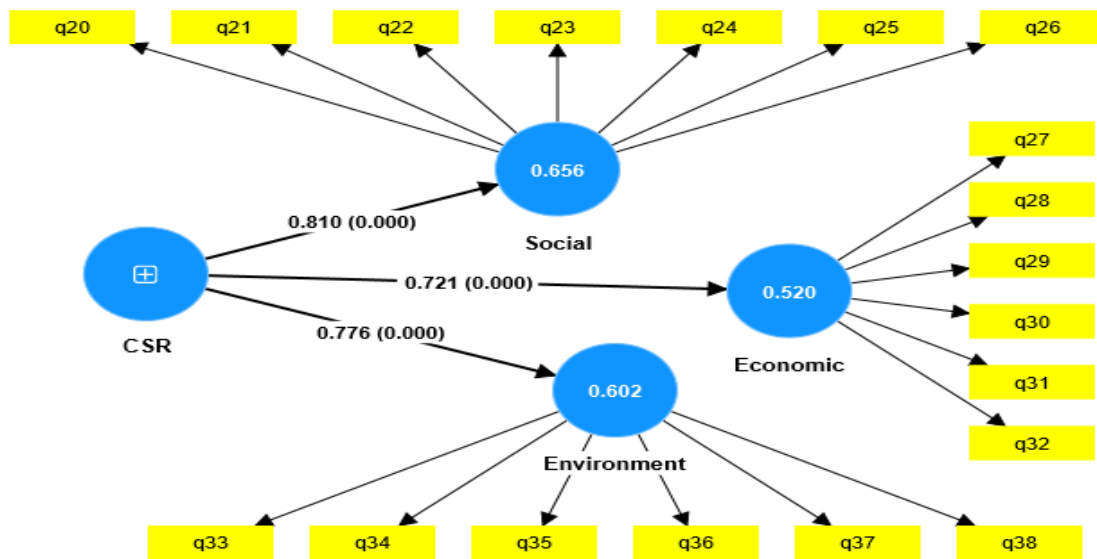 q20
q21
q22
q23
q24
q25
q26
q27
0.656
q28
0.810 (0.000)
Social
q29
0.721 (0.000)
0.520
q30
0.776 (0.000)
CSR
Economic
q31
0.602
q32
Environment
q33
q34
q35
q36
q37
q38